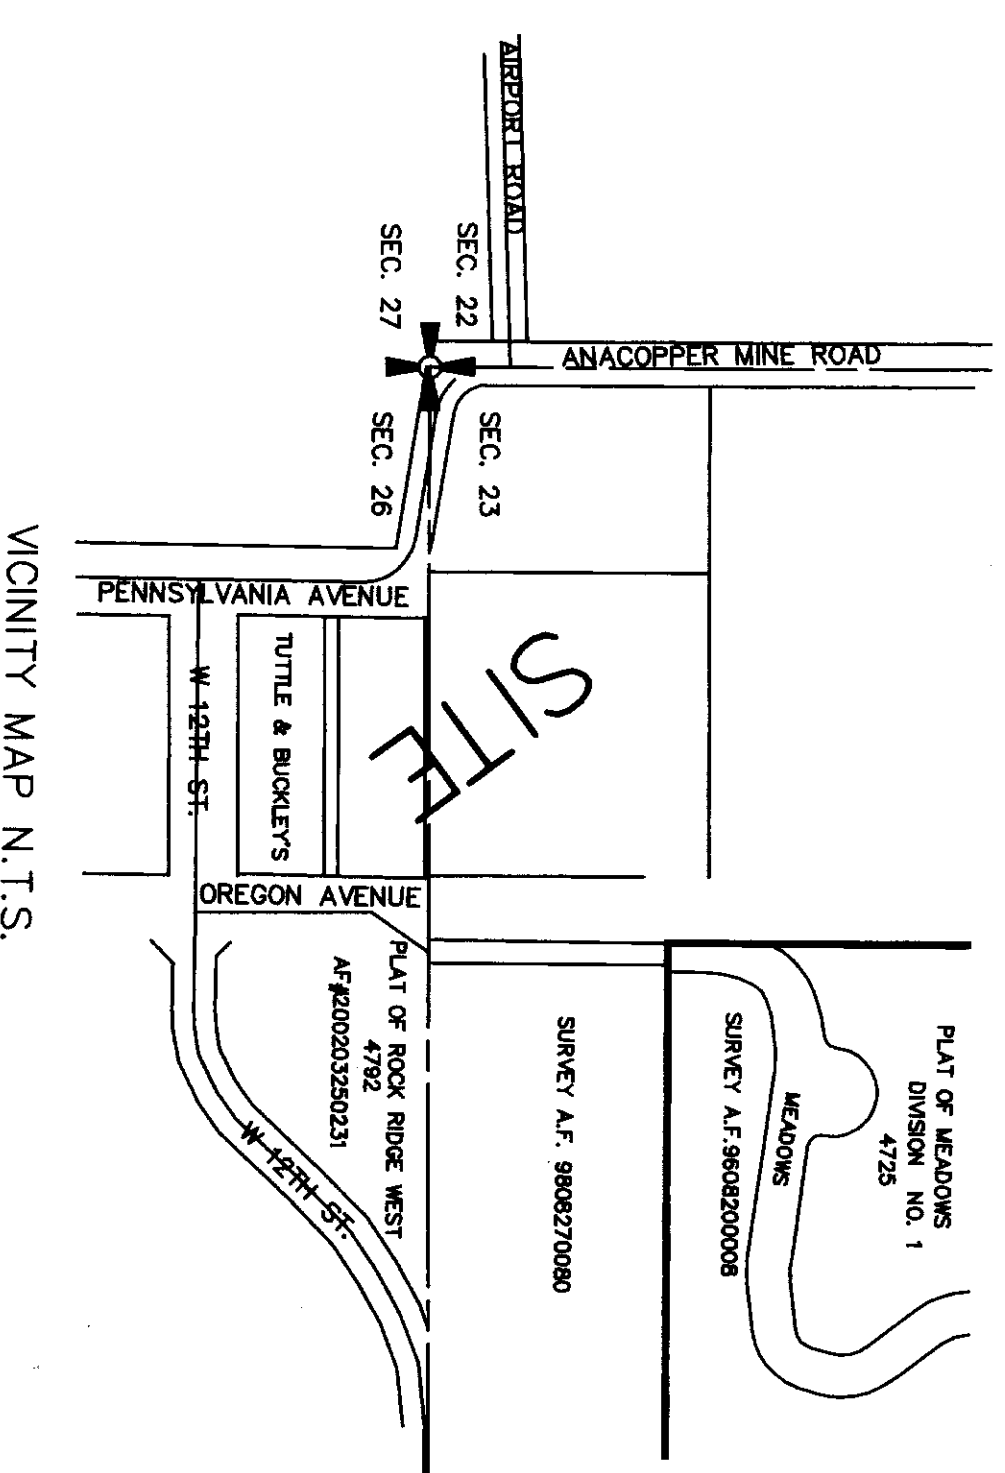 AIRPORT ROAD
SEC. 22
SEC. 27
ANACOPPER MINE ROAD
SEC. 23
SEC. 26
PENNSYLVANIA AVENUE
SITE
TUTTLE & BUCKLEY'S
W 12TH ST.
OREGON AVENUE
PLAT OF MEADOWS
DIVISION NO. 1
4725
MEADOWS
SURVEY A.F.9608200008
SURVEY A.F. 9808270080
PLAT OF ROCK RIDGE WEST
4792
AF#200203250231
W 12TH ST.
VICINITY MAP N.T.S.